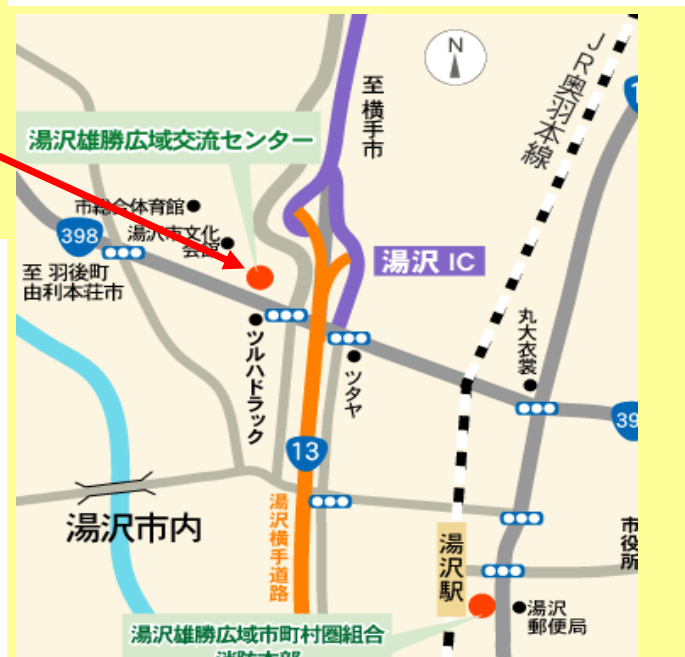 N
至横手市
JR奥羽本線
湯沢雄勝広域交流センター
市総合体育館
湯沢市文化
会館
398
至 羽後町
由利本荘市
湯沢 IC
ツルハドラック
ツタヤ
丸大衣裳
39
13
湯沢市内
湯沢横手道路
湯沢駅
市役所
湯沢
郵便局
湯沢雄勝広域市町村圏組合
消防本部